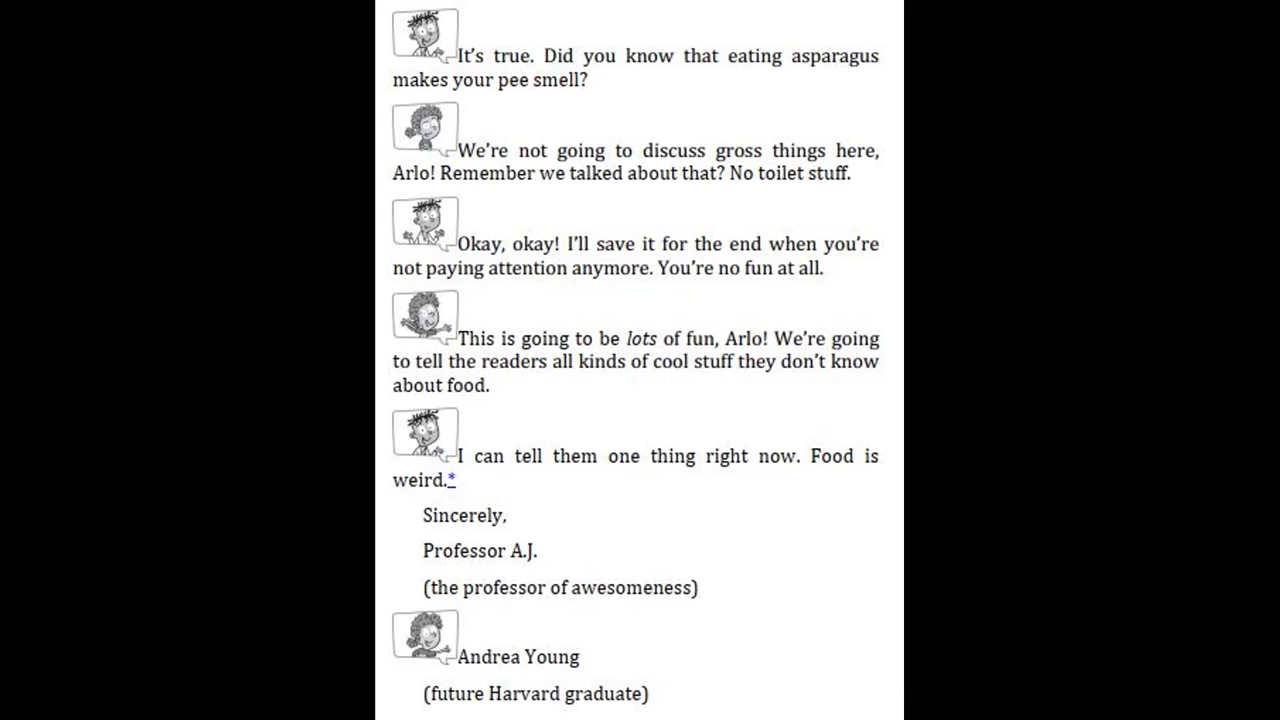 It's true. Did you know that eating asparagus
makes your pee smell?
We're not going to discuss gross things here,
Arlo! Remember we talked about that? No toilet stuff.
Okay, okay! I'll save it for the end when you're
not paying attention anymore. You're no fun at all.
This is going to be lots of fun, Arlo! We're going
to tell the readers all kinds of cool stuff they don't know
about food.
I can tell them one thing right now. Food is
weird.*
Sincerely,
Professor A.J.
(the professor of awesomeness)
Andrea Young
(future Harvard graduate)